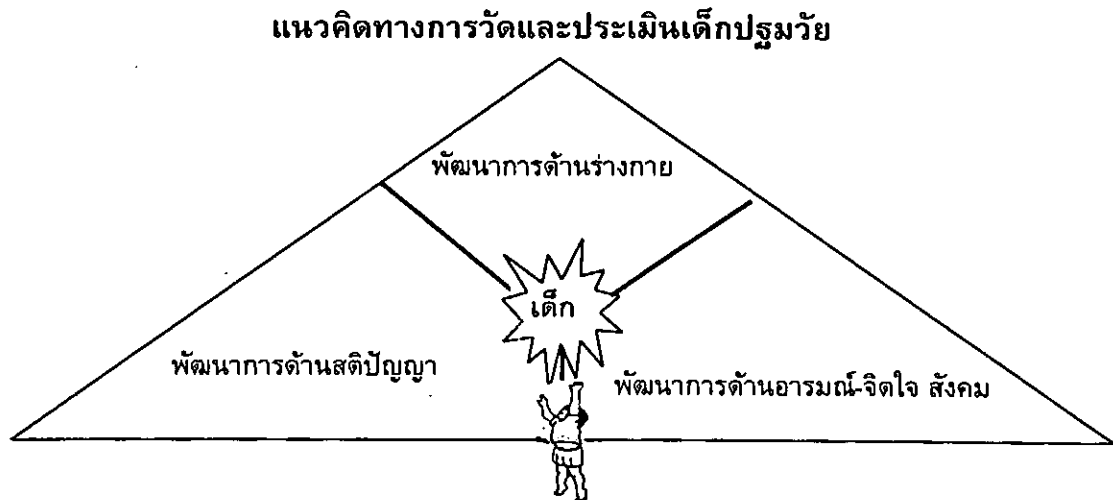 แนวคิดทางการวัดและประเมินเด็กปฐมวัย
พัฒนาการด้านร่างกาย
เด็ก
พัฒนาการด้านสติปัญญา
พัฒนาการด้านอารมณ์-จิตใจ สังคม